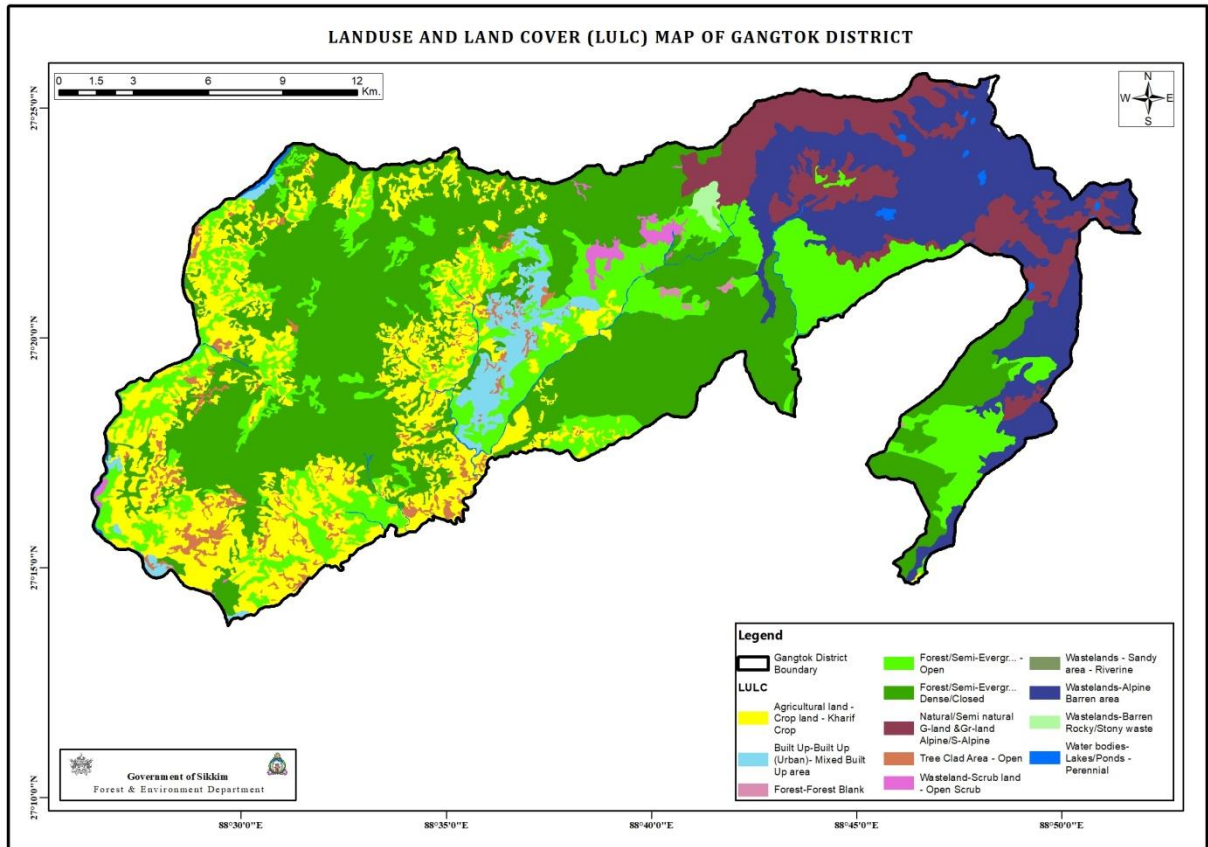 LANDUSE AND LAND COVER (LULC) MAP OF GANGTOK DISTRICT
0 1.5 3 6 9 12
Km.
N
W E
S
27°25'0"N
27°20'0"N
27°15'0"N
27°10'0"N
88°30'0"E 88°35'0"E 88°40'0"E 88°45'0"E 88°50'0"E
Government of Sikkim
Forest & Environment Department
Legend
Gangtok District
Boundary
LULC
Agricultural land -
Crop land - Kharif
Crop
Built Up-Built Up
(Urban)- Mixed Built
Up area
Forest-Forest Blank
Forest/Semi-Evergr... -
Open
Forest/Semi-Evergr...
Dense/Closed
Natural/Semi natural
G-land &Gr-land
Alpine/S-Alpine
Tree Clad Area - Open
Wasteland-Scrub land
- Open Scrub
Wastelands - Sandy
area - Riverine
Wastelands-Alpine
Barren area
Wastelands-Barren
Rocky/Stony waste
Water bodies-
Lakes/Ponds -
Perennial